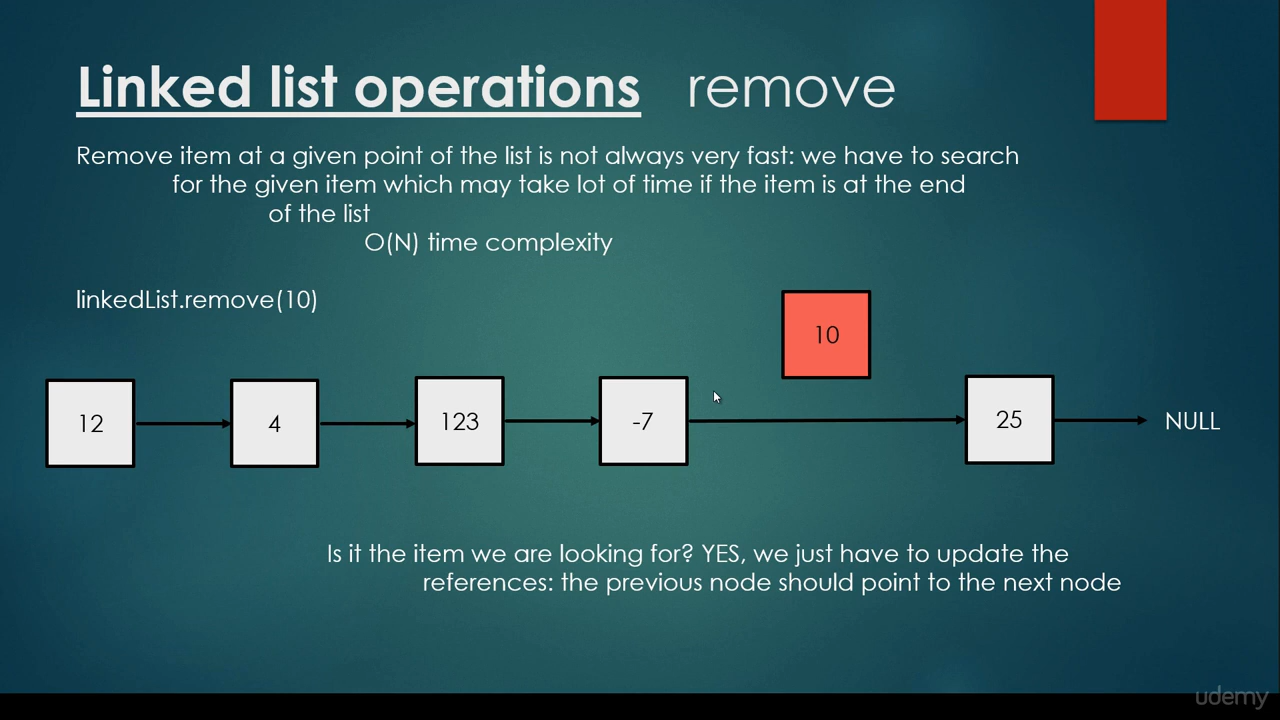 Linked list operations remove
Remove item at a given point of the list is not always very fast: we have to search
for the given item which may take lot of time if the item is at the end
of the list
O(N) time complexity
linkedList.remove(10)
10
12 4 123 -7 25 NULL
Is it the item we are looking for? YES, we just have to update the
references: the previous node should point to the next node
udemy